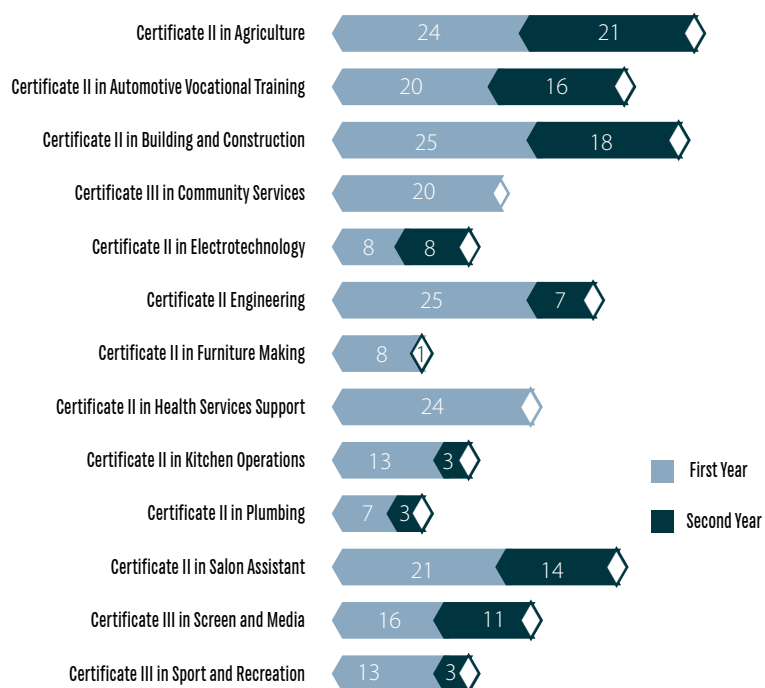 Certificate II in Agriculture 24 21
Certificate II in Automotive Vocational Training 20 16
Certificate II in Building and Construction 25 18
Certificate III in Community Services 20
Certificate II in Electrotechnology 8 8
Certificate II Engineering 25 7
Certificate II in Furniture Making 8 1
Certificate II in Health Services Support 24
Certificate II in Kitchen Operations 13 3
First Year
Certificate II in Plumbing 7 3
Second Year
Certificate II in Salon Assistant 21 14
Certificate III in Screen and Media 16 11
Certificate III in Sport and Recreation 13 3